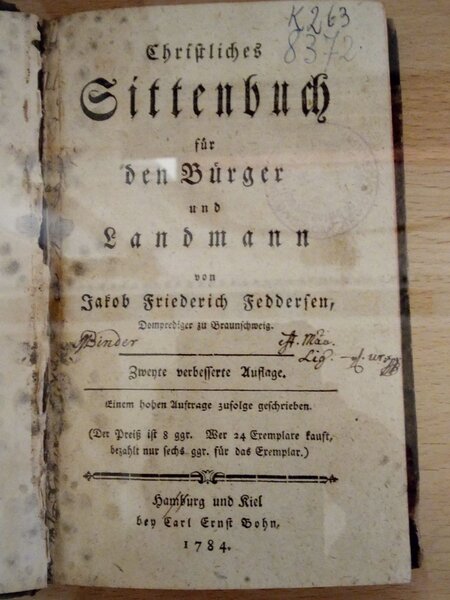 K263
8372.
Christliches
Sittenbuch
für
den Bürger
und
Landmann
von
Jakob Friederich Feddersen,
Domprediger zu Braunschweig.
Binder
Zweyte verbesserte Auflage.
Einem hohen Auftrage zufolge geschrieben.
(Der Preiß ist 8 ggr. Wer 24 Exemplare kauft,
bezahlt nur sechs ggr. für das Exemplar.)
Hamburg und Kiel
bey Carl Ernst Bohn,
1784.